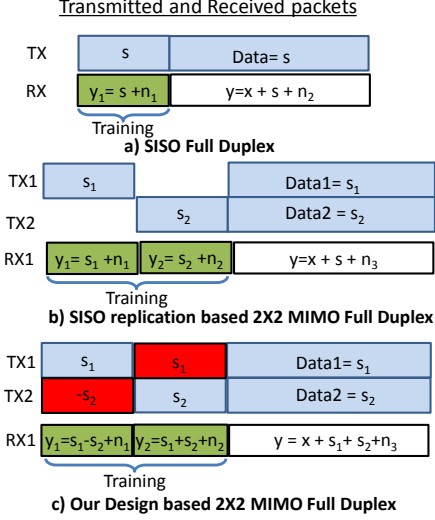 Transmitted and Received packets
TX s Data= s
RX y₁= s +n₁ y=x + s + n₂
Training
a) SISO Full Duplex
TX1 s₁ Data1= s₁
TX2 s₂ Data2 = s₂
RX1 y₁= s₁ +n₁ y₂= s₂ +n₂ y=x + s + n₃
Training
b) SISO replication based 2X2 MIMO Full Duplex
TX1 s₁ s₁ Data1= s₁
TX2 -s₂ s₂ Data2 = s₂
RX1 y₁=s₁-s₂+n₁ y₂=s₁+s₂+n₂ y = x + s₁+ s₂+n₃
Training
c) Our Design based 2X2 MIMO Full Duplex